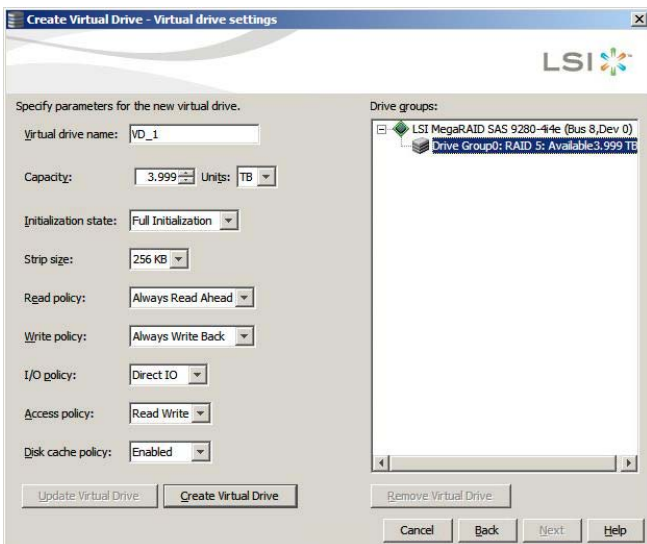 Create Virtual Drive - Virtual drive settings
LSI
Specify parameters for the new virtual drive.
Virtual drive name: VD_1
Capacity: 3.999 Units: TB
Initialization state: Full Initialization
Strip size: 256 KB
Read policy: Always Read Ahead
Write policy: Always Write Back
I/O policy: Direct IO
Access policy: Read Write
Disk cache policy: Enabled
Update Virtual Drive Create Virtual Drive
Drive groups:
LSI MegaRAID SAS 9280-4i4e (Bus 8,Dev 0)
Drive Group0: RAID 5: Available3.999 TB
Remove Virtual Drive
Cancel Back Next Help